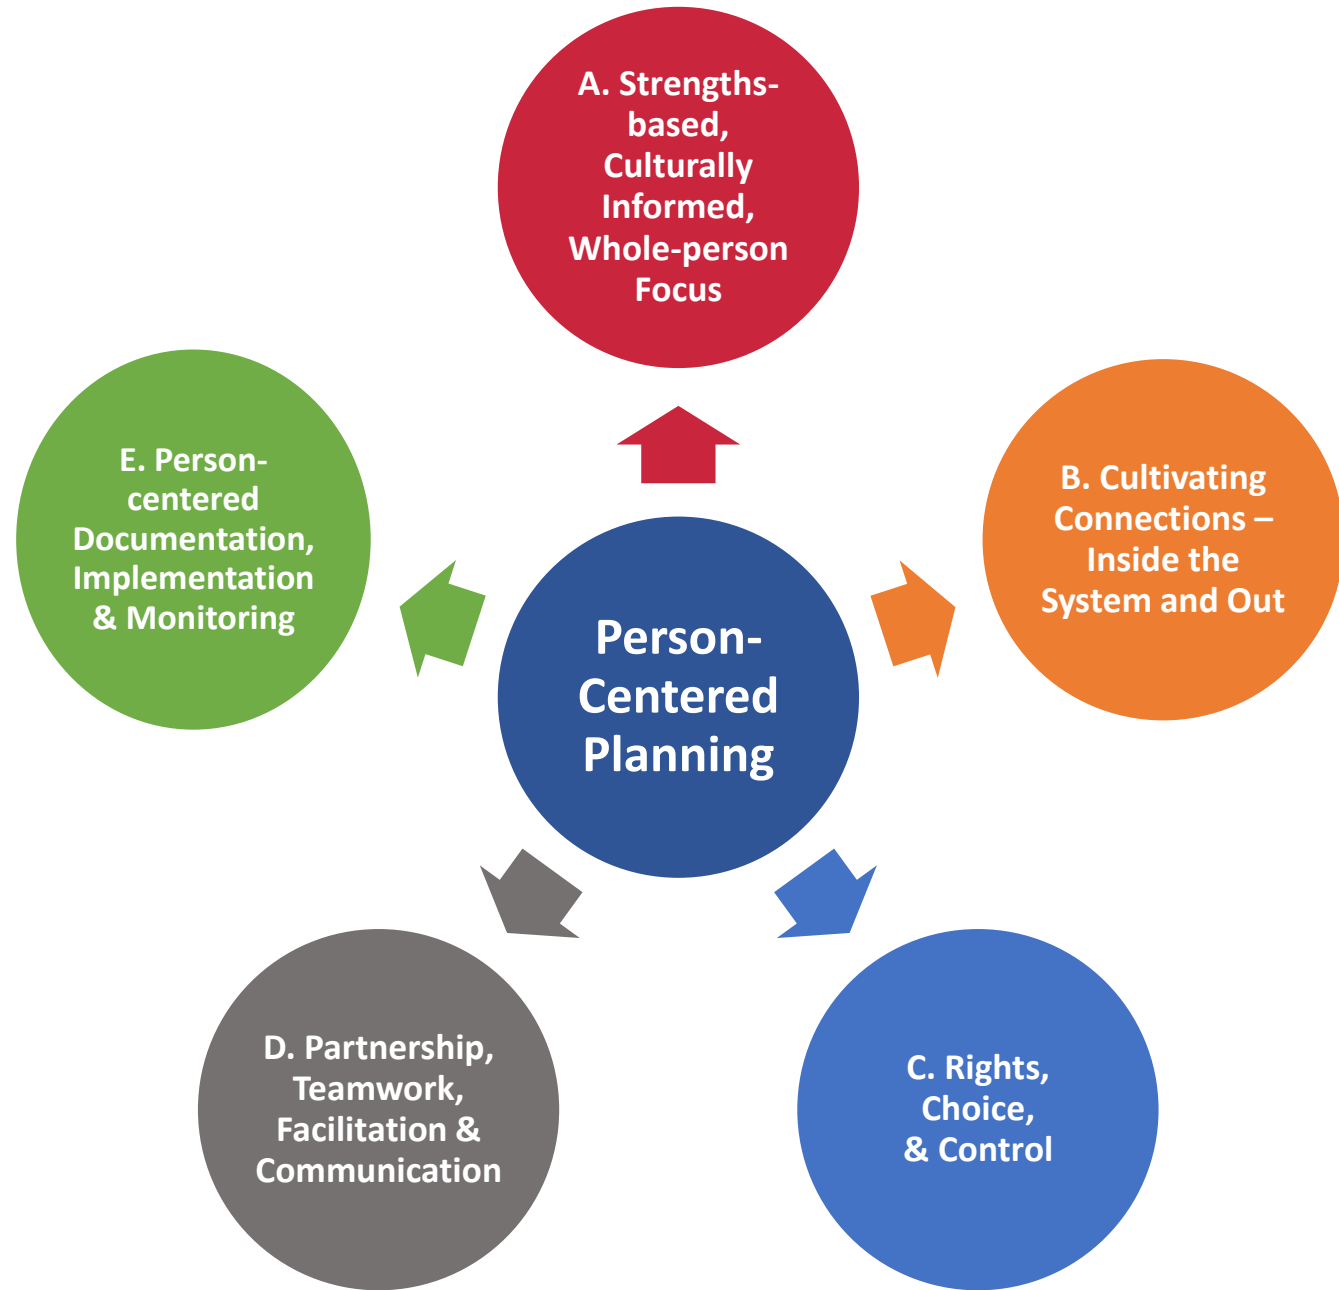 A. Strengths-
based,
Culturally
Informed,
Whole-person
Focus
B. Cultivating
Connections –
Inside the
System and Out
C. Rights,
Choice,
& Control
D. Partnership,
Teamwork,
Facilitation &
Communication
E. Person-
centered
Documentation,
Implementation
& Monitoring
Person-
Centered
Planning